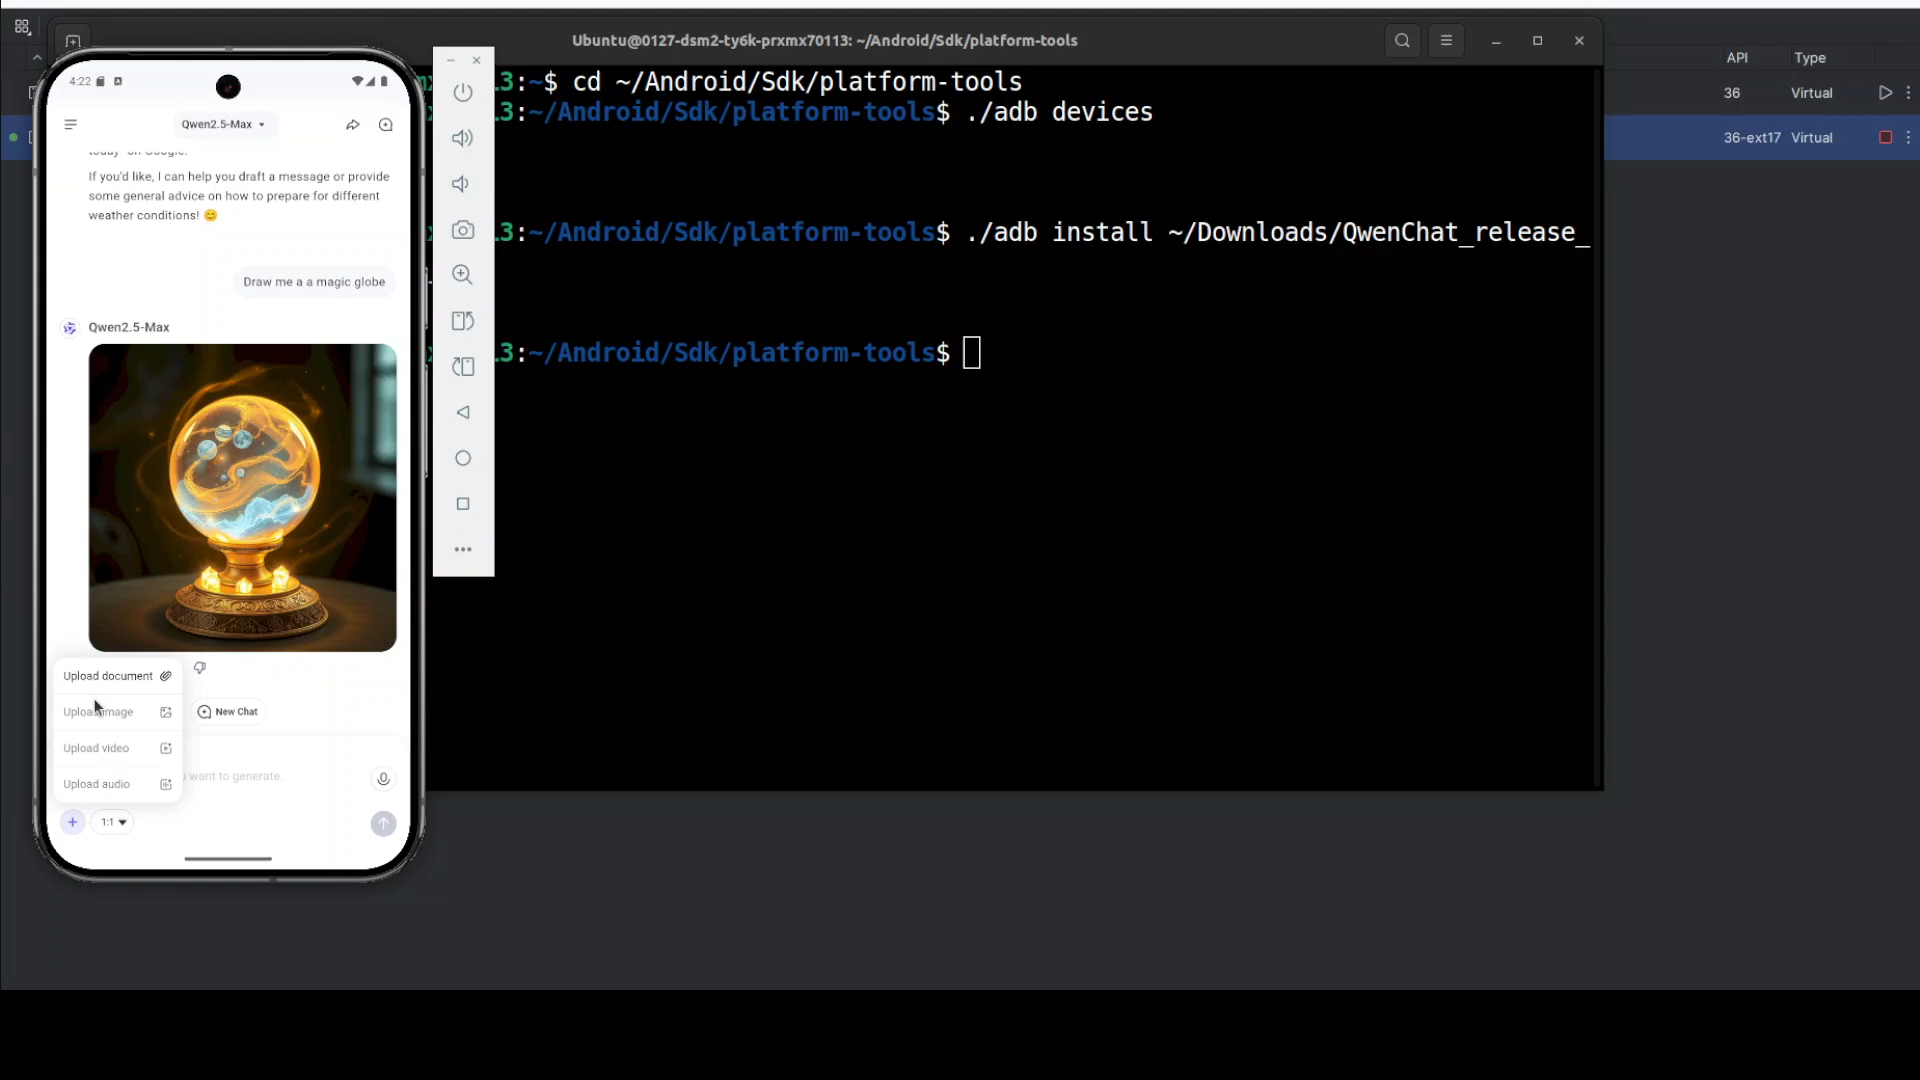 Ubuntu@0127-dsm2-ty6k-prxmx70113: ~/Android/Sdk/platform-tools
API Type
36 Virtual
36-ext17 Virtual
3:~$ cd ~/Android/Sdk/platform-tools
3:~/Android/Sdk/platform-tools$ ./adb devices
3:~/Android/Sdk/platform-tools$ ./adb install ~/Downloads/QwenChat_release_
3:~/Android/Sdk/platform-tools$
4:22
Qwen2.5-Max
today" on Google.
If you'd like, I can help you draft a message or provide
some general advice on how to prepare for different
weather conditions! 😊
Draw me a a magic globe
Qwen2.5-Max
Upload document
Upload image
New Chat
Upload video
want to generate.
Upload audio
1:1